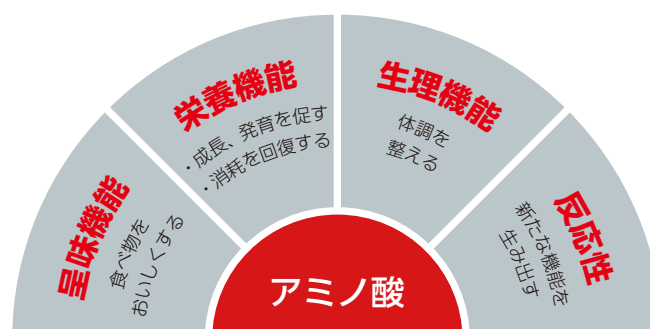 呈味機能
食べ物を
おいしくする
栄養機能
・成長、発育を促す
・消耗を回復する
生理機能
体調を
整える
反応性
新たな機能を
生み出す
アミノ酸